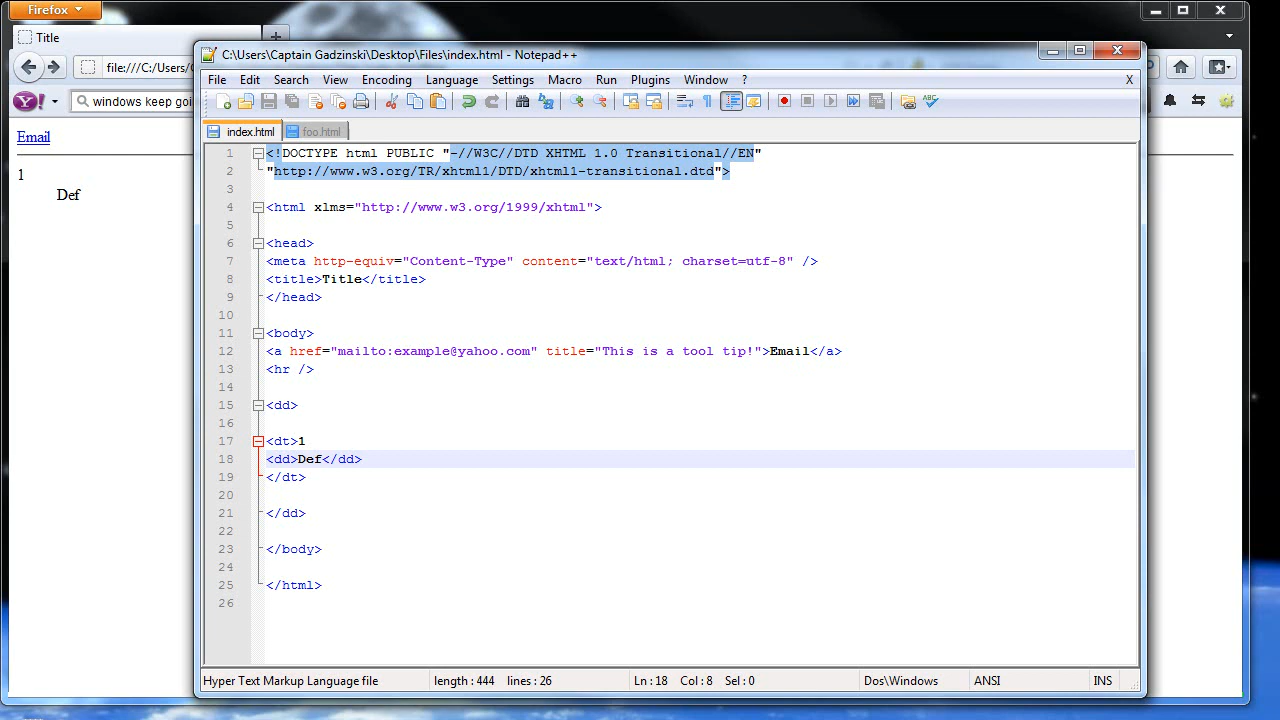 Firefox
Title
file:///C:/Users/
windows keep goi
Email
1
Def
C:\Users\Captain Gadzinski\Desktop\Files\index.html - Notepad++
File Edit Search View Encoding Language Settings Macro Run Plugins Window ? X
index.html foo.html
1 <!DOCTYPE html PUBLIC "-//W3C//DTD XHTML 1.0 Transitional//EN"
2 "http://www.w3.org/TR/xhtml1/DTD/xhtml1-transitional.dtd">
3
4 <html xlms="http://www.w3.org/1999/xhtml">
5
6 <head>
7 <meta http-equiv="Content-Type" content="text/html; charset=utf-8" />
8 <title>Title</title>
9 </head>
10
11 <body>
12 <a href="mailto:example@yahoo.com" title="This is a tool tip!">Email</a>
13 <hr />
14
15 <dd>
16
17 <dt>1
18 <dd>Def</dd>
19 </dt>
20
21 </dd>
22
23 </body>
24
25 </html>
26
Hyper Text Markup Language file length : 444 lines : 26 Ln : 18 Col : 8 Sel : 0 Dos\Windows ANSI INS